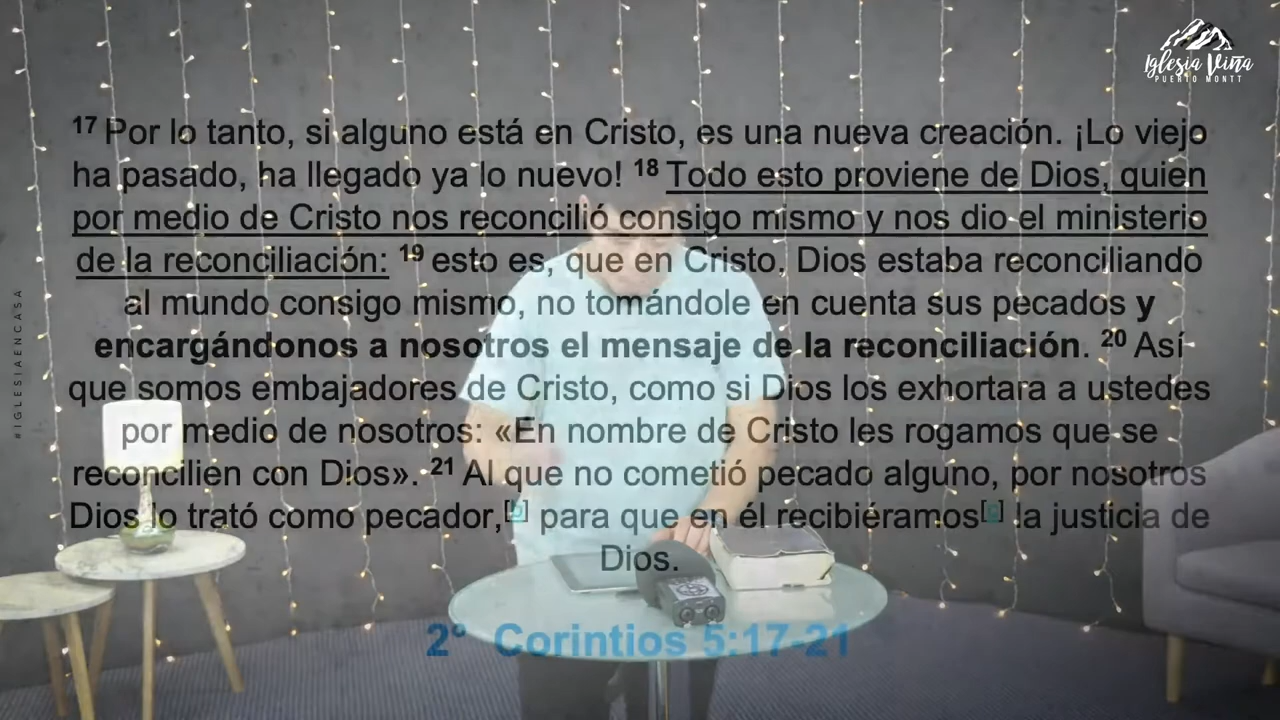 Iglesia Viña
PUERTO MONTT
17 Por lo tanto, si alguno está en Cristo, es una nueva creación. ¡Lo viejo
ha pasado, ha llegado ya lo nuevo! 18 Todo esto proviene de Dios, quien
por medio de Cristo nos reconcilió consigo mismo y nos dio el ministerio
de la reconciliación: 19 esto es, que en Cristo, Dios estaba reconciliando
al mundo consigo mismo, no tomándole en cuenta sus pecados y
encargándonos a nosotros el mensaje de la reconciliación. 20 Así
que somos embajadores de Cristo, como si Dios los exhortara a ustedes
por medio de nosotros: «En nombre de Cristo les rogamos que se
reconcilien con Dios». 21 Al que no cometió pecado alguno, por nosotros
Dios lo trató como pecador, para que en él recibiéramos la justicia de
Dios.
2° Corintios 5:17-21
#IGLESIAENCASA